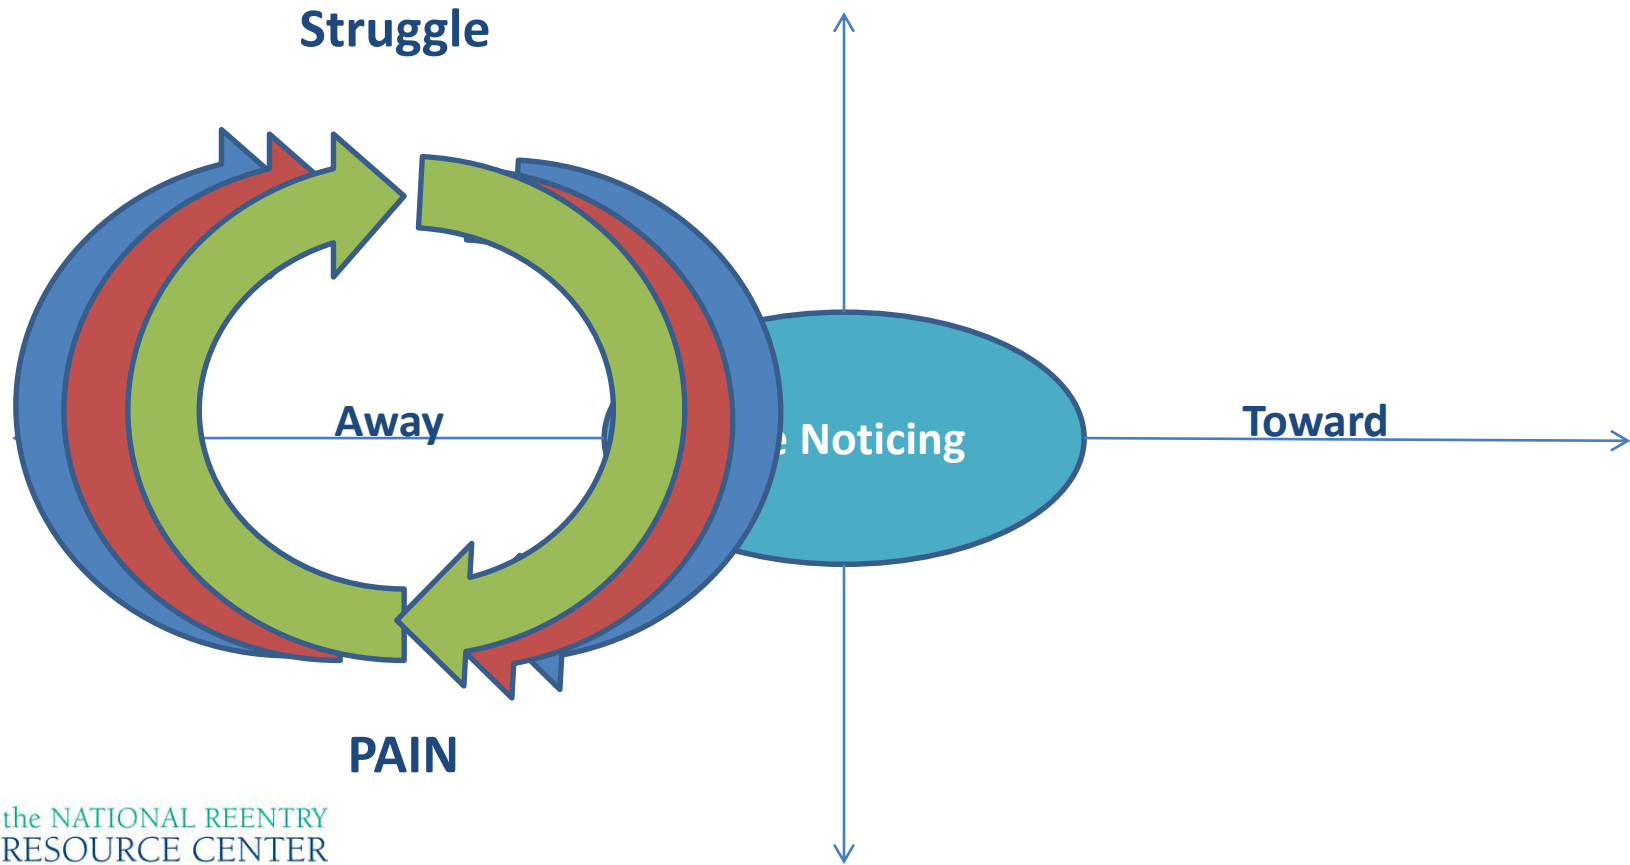 Struggle
Away
Noticing
Toward
PAIN
the NATIONAL REENTRY
RESOURCE CENTER